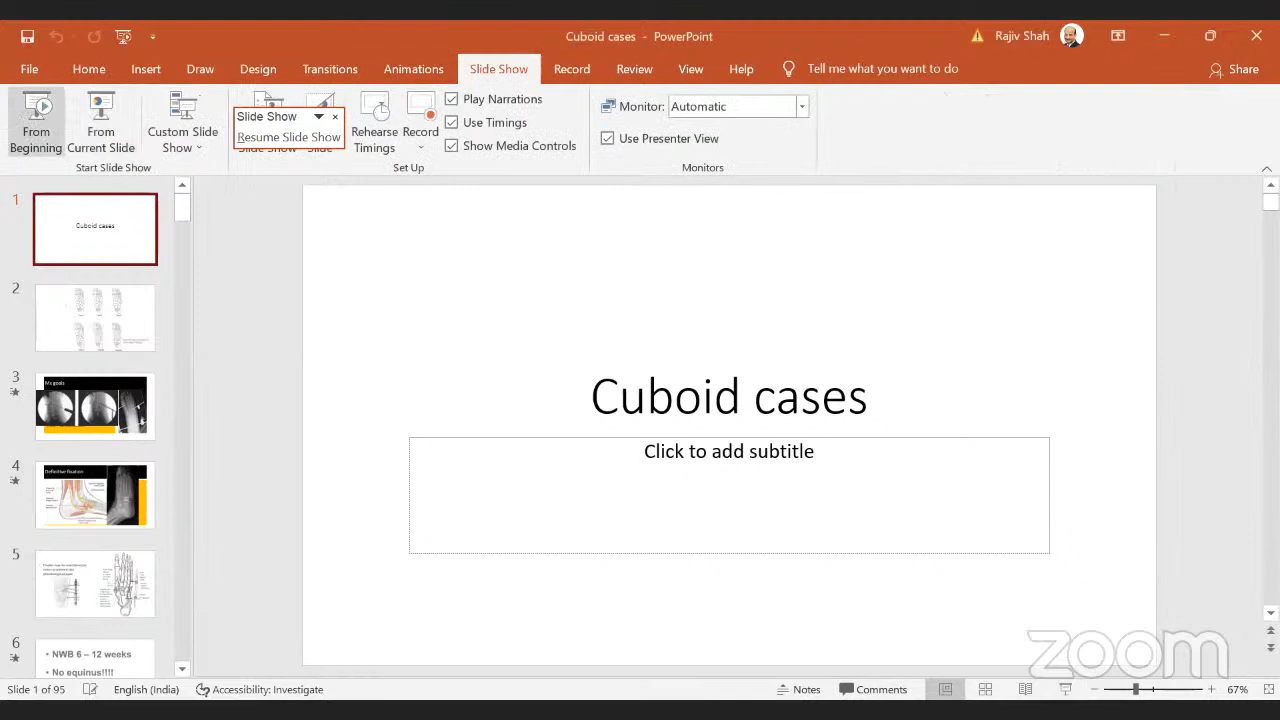 Cuboid cases - PowerPoint
Rajiv Shah
File
Home
Insert
Draw
Design
Transitions
Animations
Slide Show
Record
Review
View
Help
Tell me what you want to do
Share
From Beginning
From Current Slide
Custom Slide Show
Slide Show
Resume Slide Show
Rehearse Timings
Record
Play Narrations
Use Timings
Show Media Controls
Monitor:
Automatic
Use Presenter View
Start Slide Show
Set Up
Monitors
1
Cuboid cases
2
3
Mx goals
4
Definitive fixation
5
6
• NWB 6 – 12 weeks
• No equinus!!!!
Cuboid cases
Click to add subtitle
zoom
Slide 1 of 95
English (India)
Accessibility: Investigate
Notes
Comments
67%